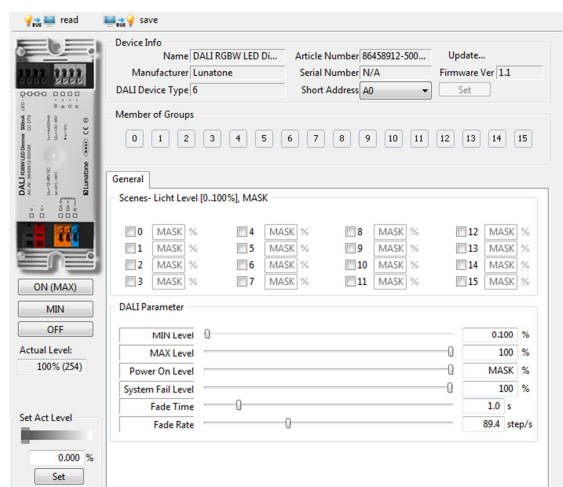 read save
Device Info
Name DALI RGBW LED Di... Article Number 86458912-500... Update...
Manufacturer Lunatone Serial Number N/A Firmware Ver 1.1
DALI Device Type 6 Short Address A0 Set
Member of Groups
0 1 2 3 4 5 6 7 8 9 10 11 12 13 14 15
General
Scenes- Licht Level [0..100%], MASK
0 MASK % 4 MASK % 8 MASK % 12 MASK %
1 MASK % 5 MASK % 9 MASK % 13 MASK %
2 MASK % 6 MASK % 10 MASK % 14 MASK %
3 MASK % 7 MASK % 11 MASK % 15 MASK %
DALI Parameter
MIN Level 0.100 %
MAX Level 100 %
Power On Level MASK %
System Fail Level 100 %
Fade Time 1.0 s
Fade Rate 89.4 step/s
DALI RGBW LED Dimmer 500mA
Lunatone
ON (MAX)
MIN
OFF
Actual Level:
100% (254)
Set Act Level
0.000 %
Set